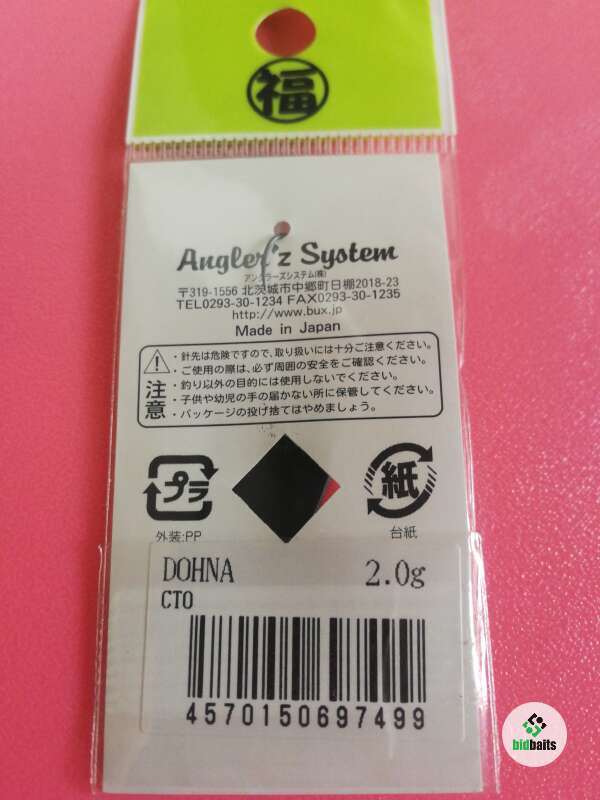 福
Angler'z System
アングラーズシステム(株)
〒319-1556 北茨城市中郷町日棚2018-23
TEL0293-30-1234 FAX0293-30-1235
http://www.bux.jp
Made in Japan
注意
・針先は危険ですので、取り扱いには十分ご注意ください。
・ご使用の際は、必ず周囲の安全をご確認ください。
・釣り以外の目的には使用しないでください。
・子供や幼児の手の届かない所に保管してください。
・パッケージの投げ捨てはやめましょう。
プラ
紙
外装:PP
台紙
DOHNA 2.0g
CTO
4570150697499
bidbaits